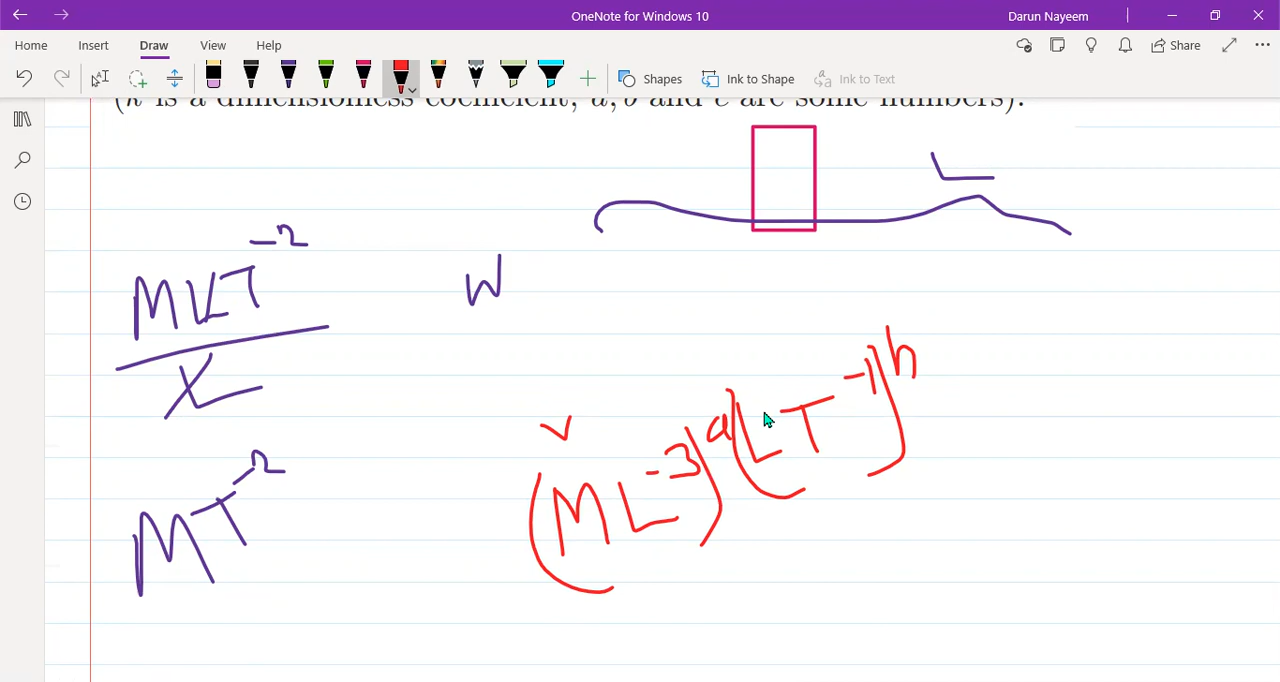 OneNote for Windows 10
Darun Nayeem
Home Insert Draw View Help
Share
Shapes Ink to Shape Ink to Text
(k is a dimensionless coefficient, a, b and c are some numbers).
L
MLT⁻²
L
W
MT⁻²
(ML⁻³)ᵃ(LT⁻¹)ᵇ